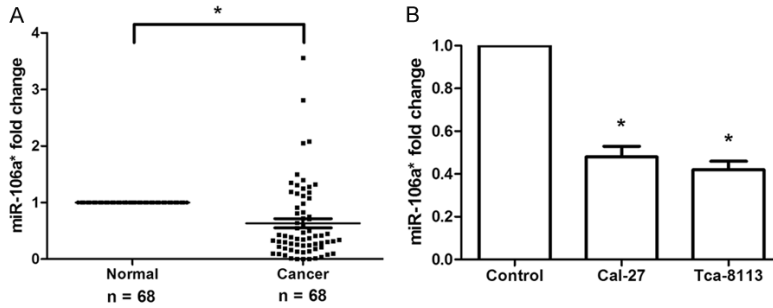 A
*
miR-106a* fold change
4
3
2
1
0
Normal
Cancer
n = 68
n = 68
B
miR-106a* fold change
1.0
0.8
0.6
0.4
0.2
0.0
*
*
Control
Cal-27
Tca-8113